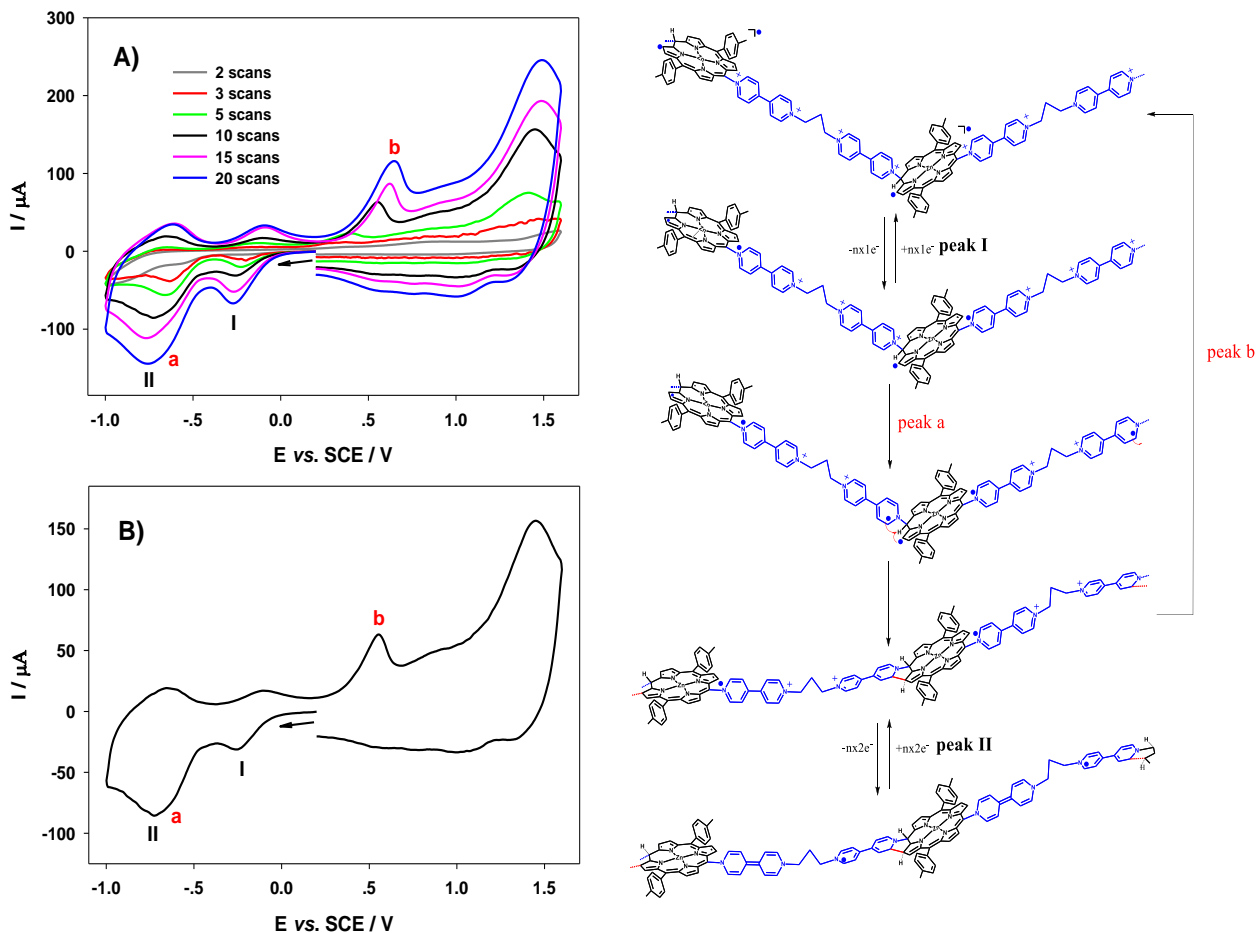 A)
300
200
100
0
-100
I / µA
2 scans
3 scans
5 scans
10 scans
15 scans
20 scans
b
I
II
a
-1.0 -.5 0.0 .5 1.0 1.5
E vs. SCE / V
B)
150
100
50
0
-50
-100
I / µA
b
I
II
a
-1.0 -.5 0.0 .5 1.0 1.5
E vs. SCE / V
-nx1e- +nx1e- peak I
peak a
peak b
-nx2e- +nx2e- peak II